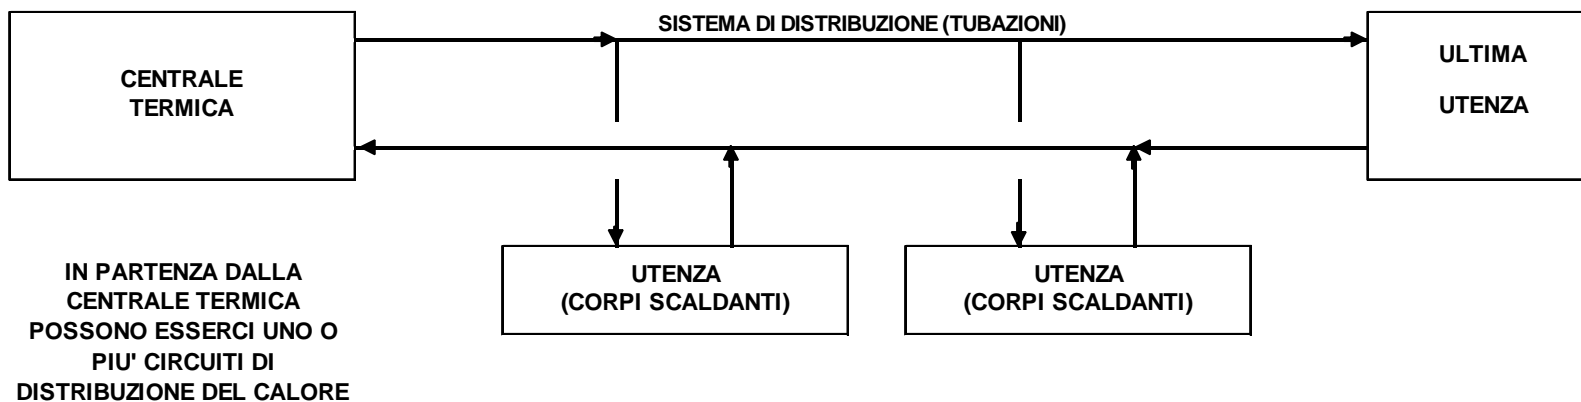 SISTEMA DI DISTRIBUZIONE (TUBAZIONI)
CENTRALE
TERMICA
ULTIMA
UTENZA
UTENZA
(CORPI SCALDANTI)
UTENZA
(CORPI SCALDANTI)
IN PARTENZA DALLA
CENTRALE TERMICA
POSSONO ESSERCI UNO O
PIU' CIRCUITI DI
DISTRIBUZIONE DEL CALORE